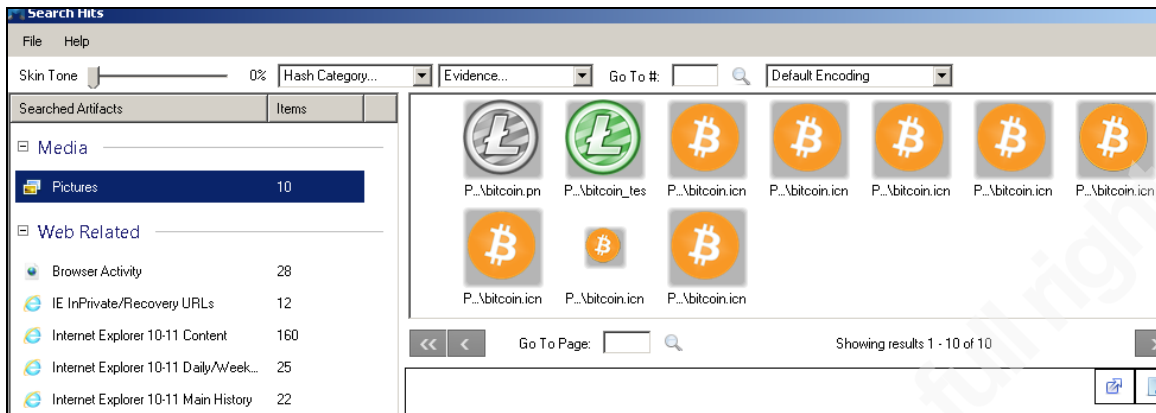 Search Hits
File Help
Skin Tone 0% Hash Category... Evidence... Go To #: Default Encoding
Searched Artifacts Items
Media
Pictures 10
Web Related
Browser Activity 28
IE InPrivate/Recovery URLs 12
Internet Explorer 10-11 Content 160
Internet Explorer 10-11 Daily/Week... 25
Internet Explorer 10-11 Main History 22
P...\bitcoin.pn P...\bitcoin_tes P...\bitcoin.icn P...\bitcoin.icn P...\bitcoin.icn P...\bitcoin.icn P...\bitcoin.icn
P...\bitcoin.icn P...\bitcoin.icn P...\bitcoin.icn
<< < Go To Page: Showing results 1 - 10 of 10 >
full right